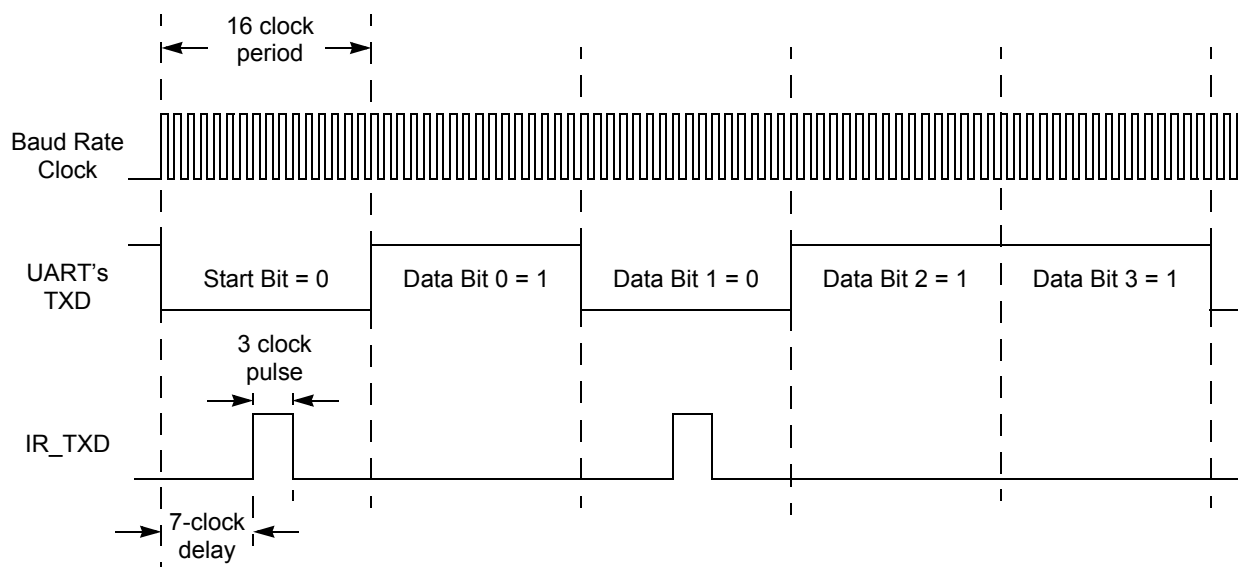 16 clock
period
Baud Rate
Clock
UART's
TXD
Start Bit = 0
Data Bit 0 = 1
Data Bit 1 = 0
Data Bit 2 = 1
Data Bit 3 = 1
3 clock
pulse
IR_TXD
7-clock
delay